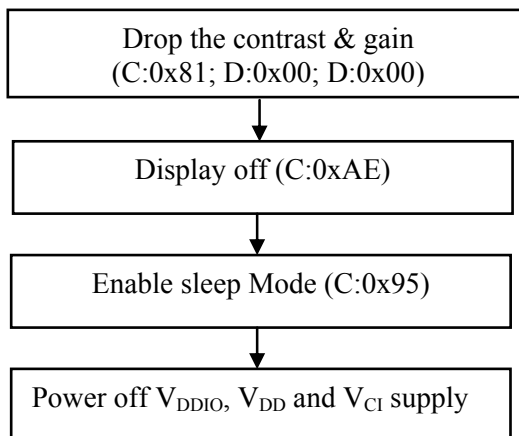 Drop the contrast & gain
(C:0x81; D:0x00; D:0x00)
Display off (C:0xAE)
Enable sleep Mode (C:0x95)
Power off VDDIO, VDD and VCI supply